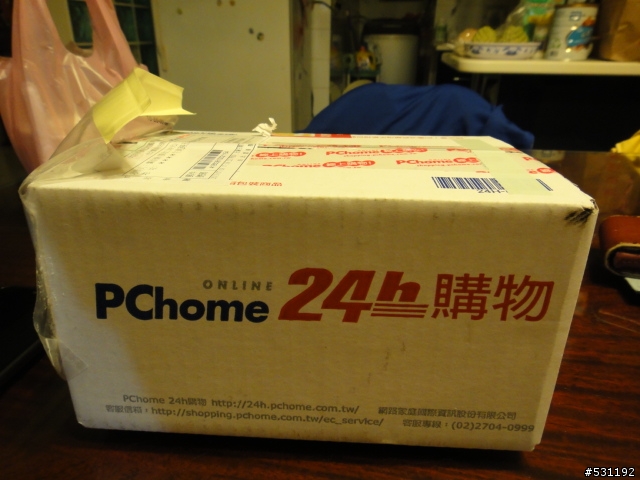 PChome
24H
ONLINE
PChome 24h購物
PChome 24h購物 http://24h.pchome.com.tw/ 網路家庭國際資訊股份有限公司
客服信箱：http://shopping.pchome.com.tw/ec_service/ 客服專線：(02)2704-0999
#531192